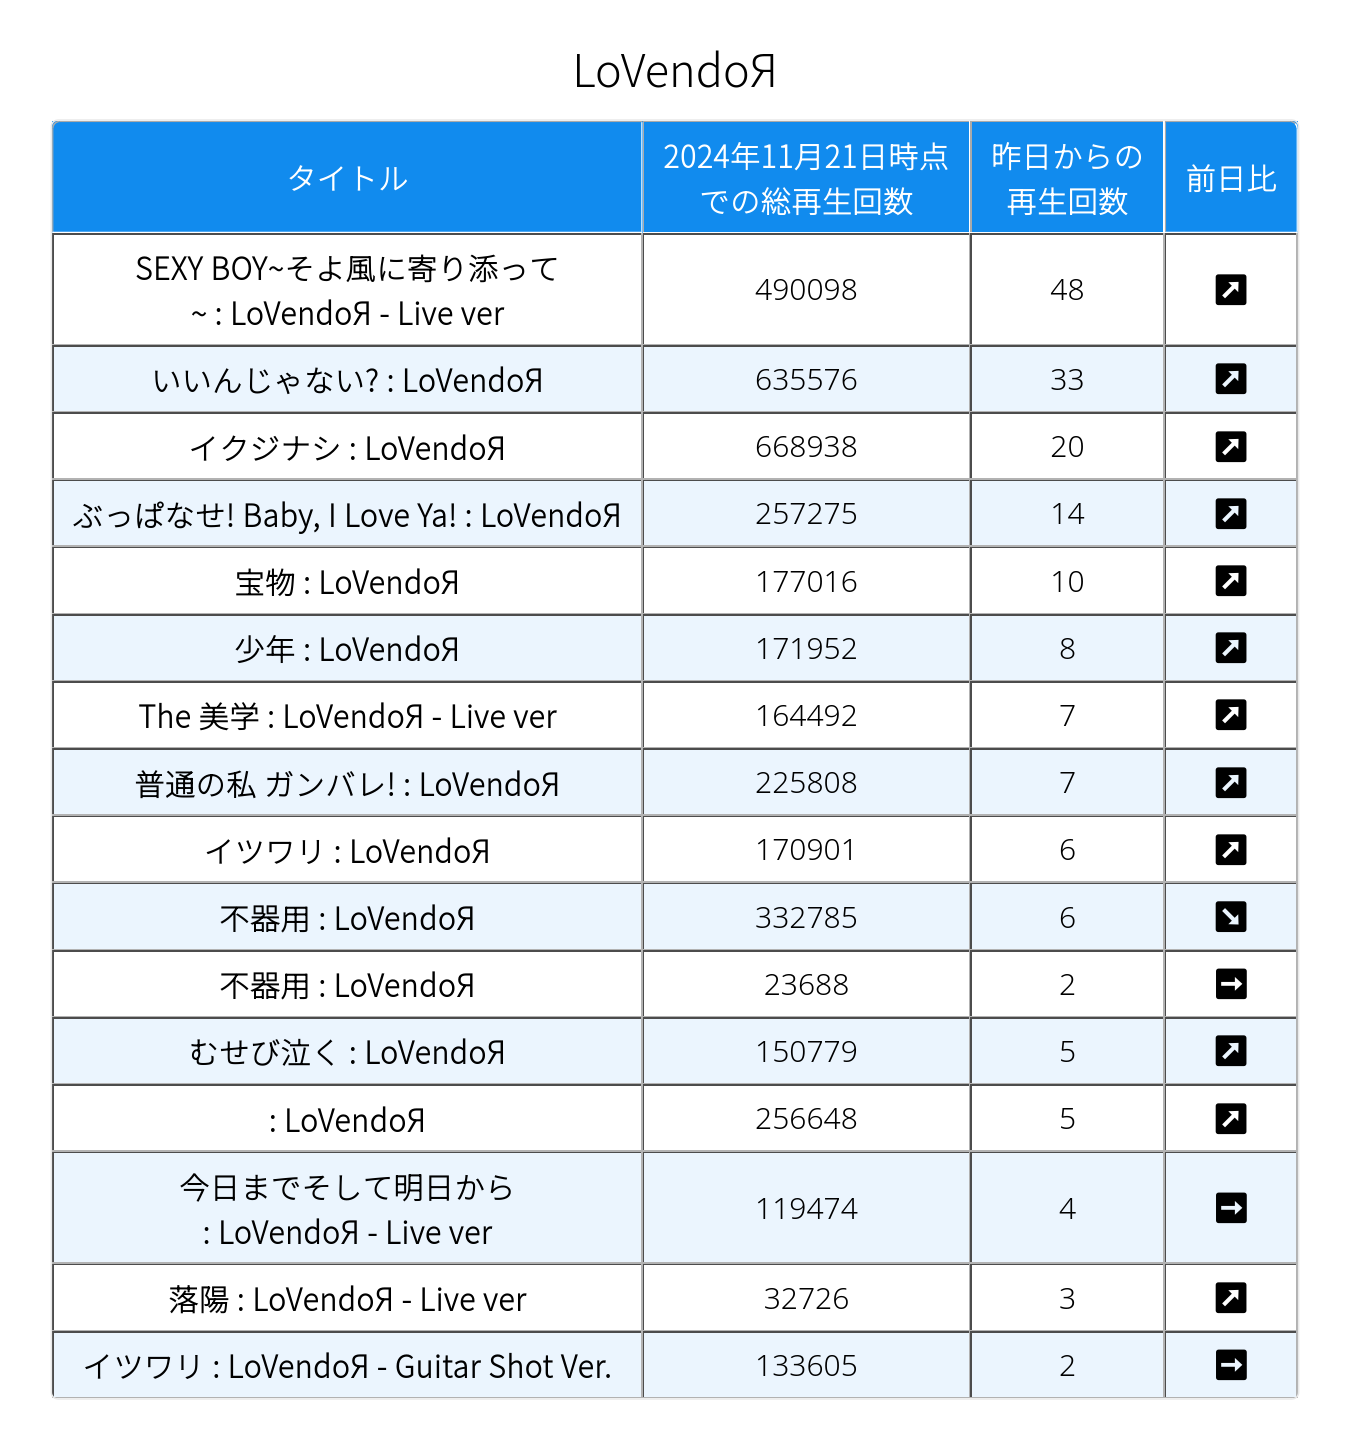 LoVendoЯ
タイトル
2024年11月21日時点
での総再生回数
昨日からの
再生回数
前日比
SEXY BOY~そよ風に寄り添って
~ : LoVendoЯ - Live ver
490098
48
いいんじゃない? : LoVendoЯ
635576
33
イクジナシ : LoVendoЯ
668938
20
ぶっぱなせ! Baby, I Love Ya! : LoVendoЯ
257275
14
宝物 : LoVendoЯ
177016
10
少年 : LoVendoЯ
171952
8
The 美学 : LoVendoЯ - Live ver
164492
7
普通の私 ガンバレ! : LoVendoЯ
225808
7
イツワリ : LoVendoЯ
170901
6
不器用 : LoVendoЯ
332785
6
不器用 : LoVendoЯ
23688
2
むせび泣く : LoVendoЯ
150779
5
: LoVendoЯ
256648
5
今日までそして明日から
: LoVendoЯ - Live ver
119474
4
落陽 : LoVendoЯ - Live ver
32726
3
イツワリ : LoVendoЯ - Guitar Shot Ver.
133605
2